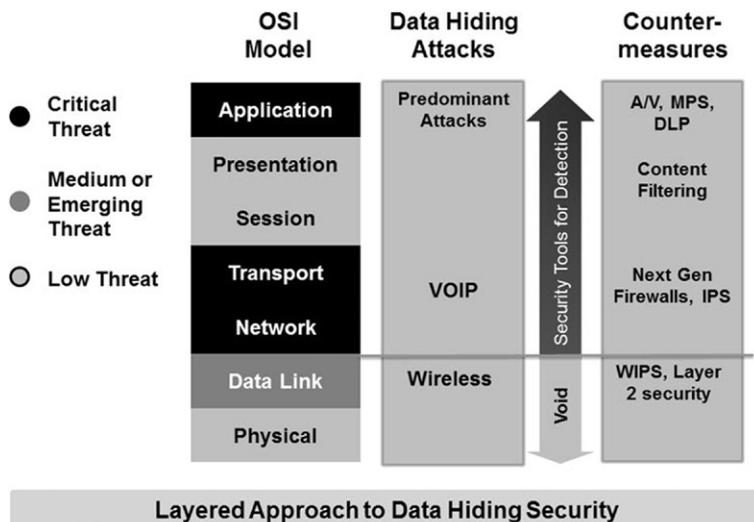 OSI
Model
Data Hiding
Attacks
Counter-
measures
Critical
Threat
Medium or
Emerging
Threat
Low Threat
Application
Presentation
Session
Transport
Network
Data Link
Physical
Predominant
Attacks
VOIP
Wireless
Security Tools for Detection
Void
A/V, MPS,
DLP
Content
Filtering
Next Gen
Firewalls, IPS
WIPS, Layer
2 security
Layered Approach to Data Hiding Security